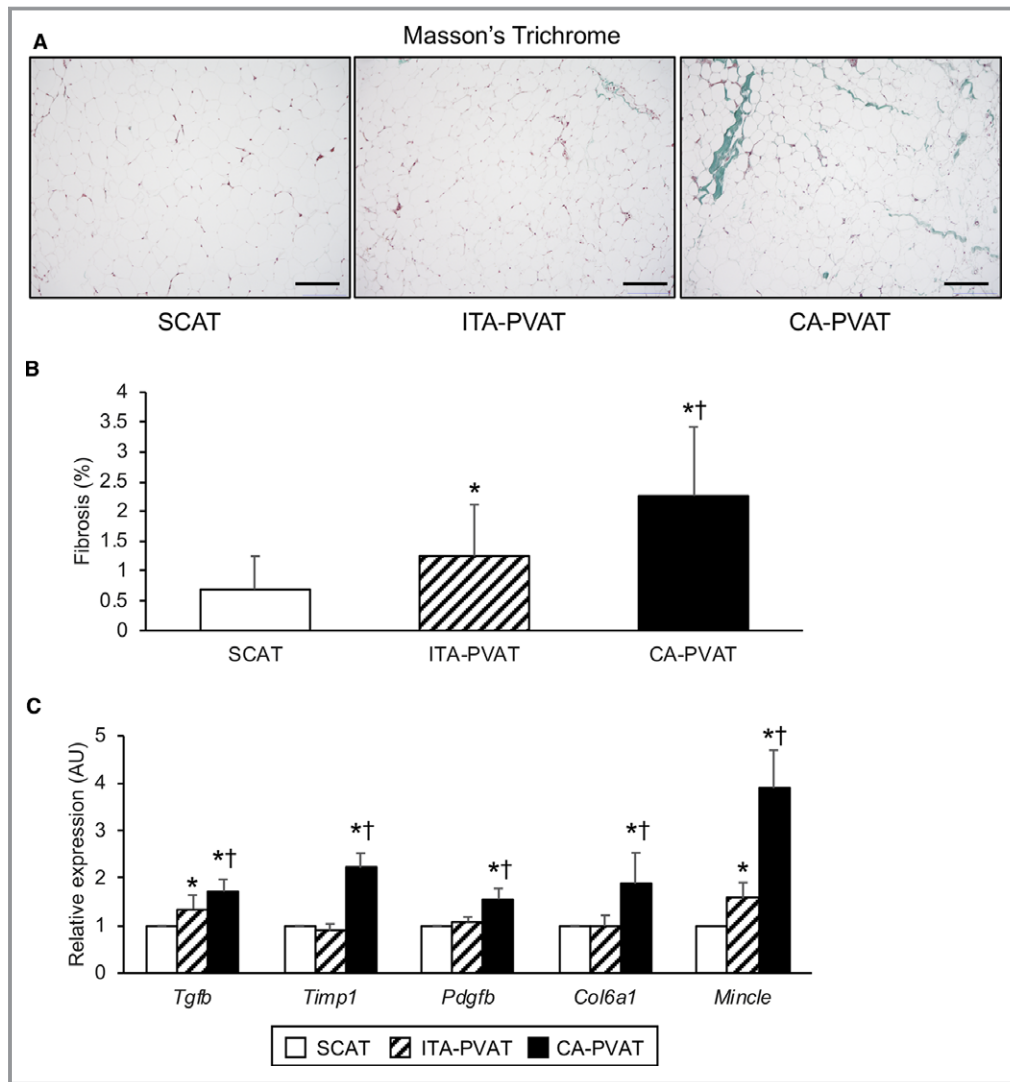 A
Masson's Trichrome
SCAT ITA-PVAT CA-PVAT
B
Fibrosis (%)
4
3.5
3
2.5
2
1.5
1
0.5
0
*
*†
SCAT ITA-PVAT CA-PVAT
C
Relative expression (AU)
5
4
3
2
1
0
* *† *† *† *† * *†
Tgfb Timp1 Pdgfb Col6a1 Mincle
SCAT ITA-PVAT CA-PVAT